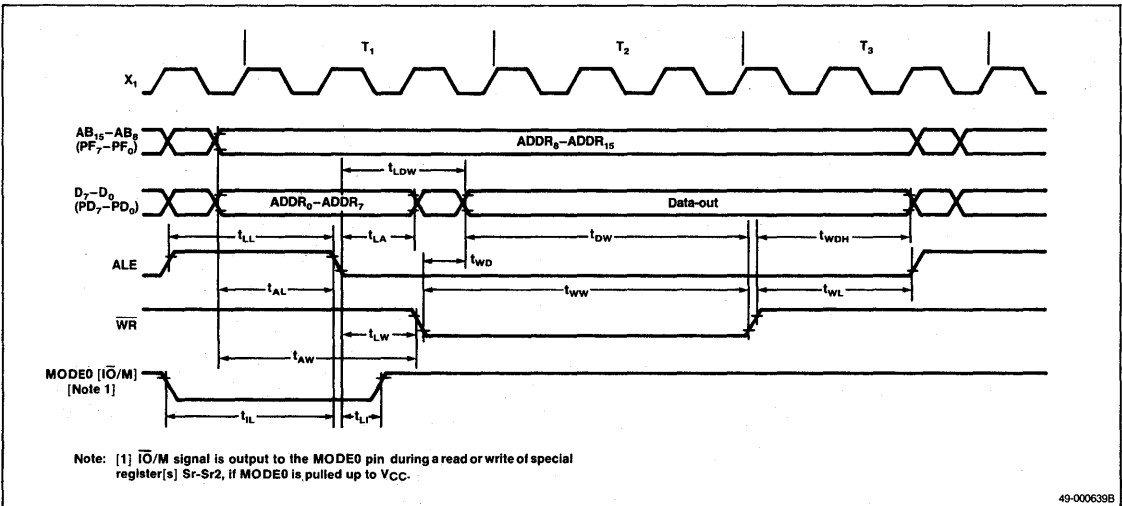 T₁ T₂ T₃
X₁
AB₁₅–AB₈
(PF₇–PF₀)
ADDR₈–ADDR₁₅
tLDW
D₇–D₀
(PD₇–PD₀)
ADDR₀–ADDR₇
Data-out
tLL tLA tDW tWDH
ALE
tWD
tAL tWW tWL
W̅R̅
tLW
tAW
MODE0 [I̅O̅/M]
[Note 1]
tIL tLI
Note: [1] I̅O̅/M signal is output to the MODE0 pin during a read or write of special
register[s] Sr-Sr2, if MODE0 is pulled up to VCC.
49-000639B